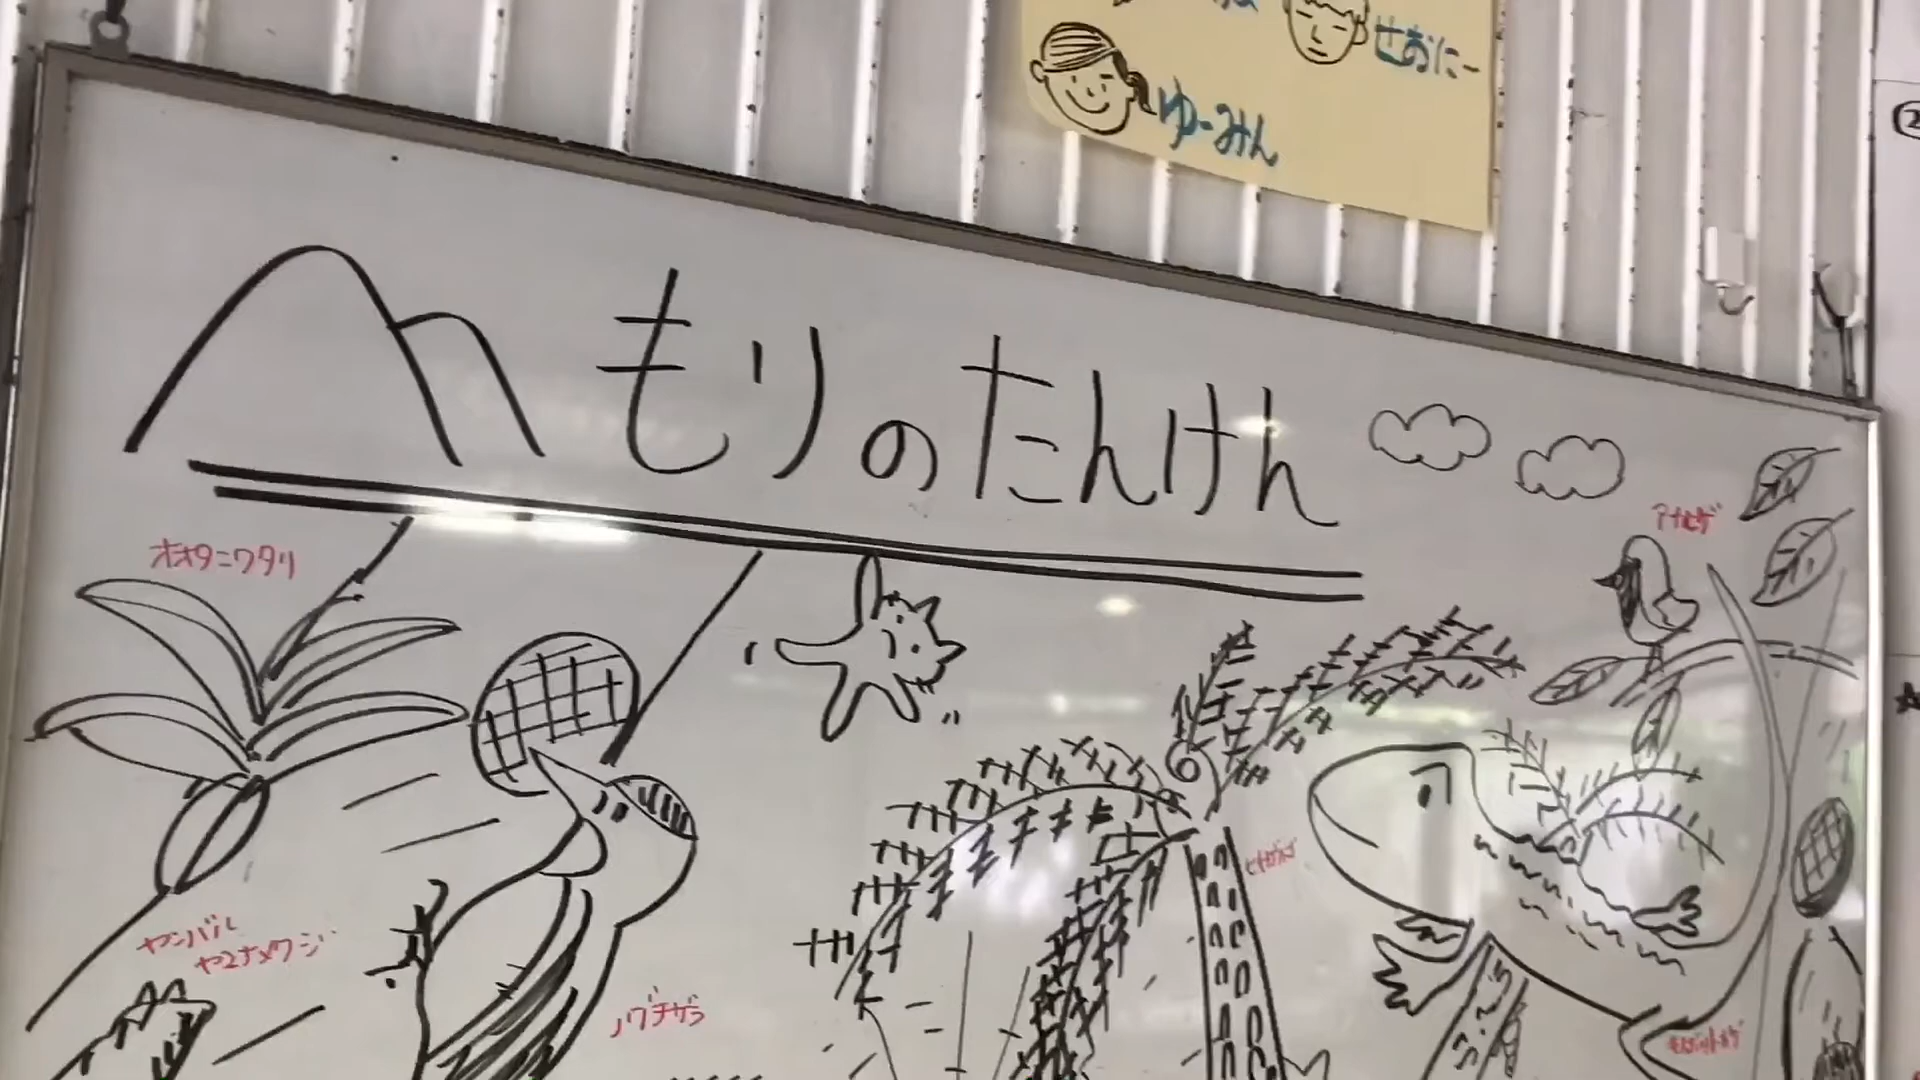 せおにー
ゆーみん
もりのたんけん
オオタニワタリ
アカヒゲ
ヤンバル
ヤマナメクジ
ノグチゲラ